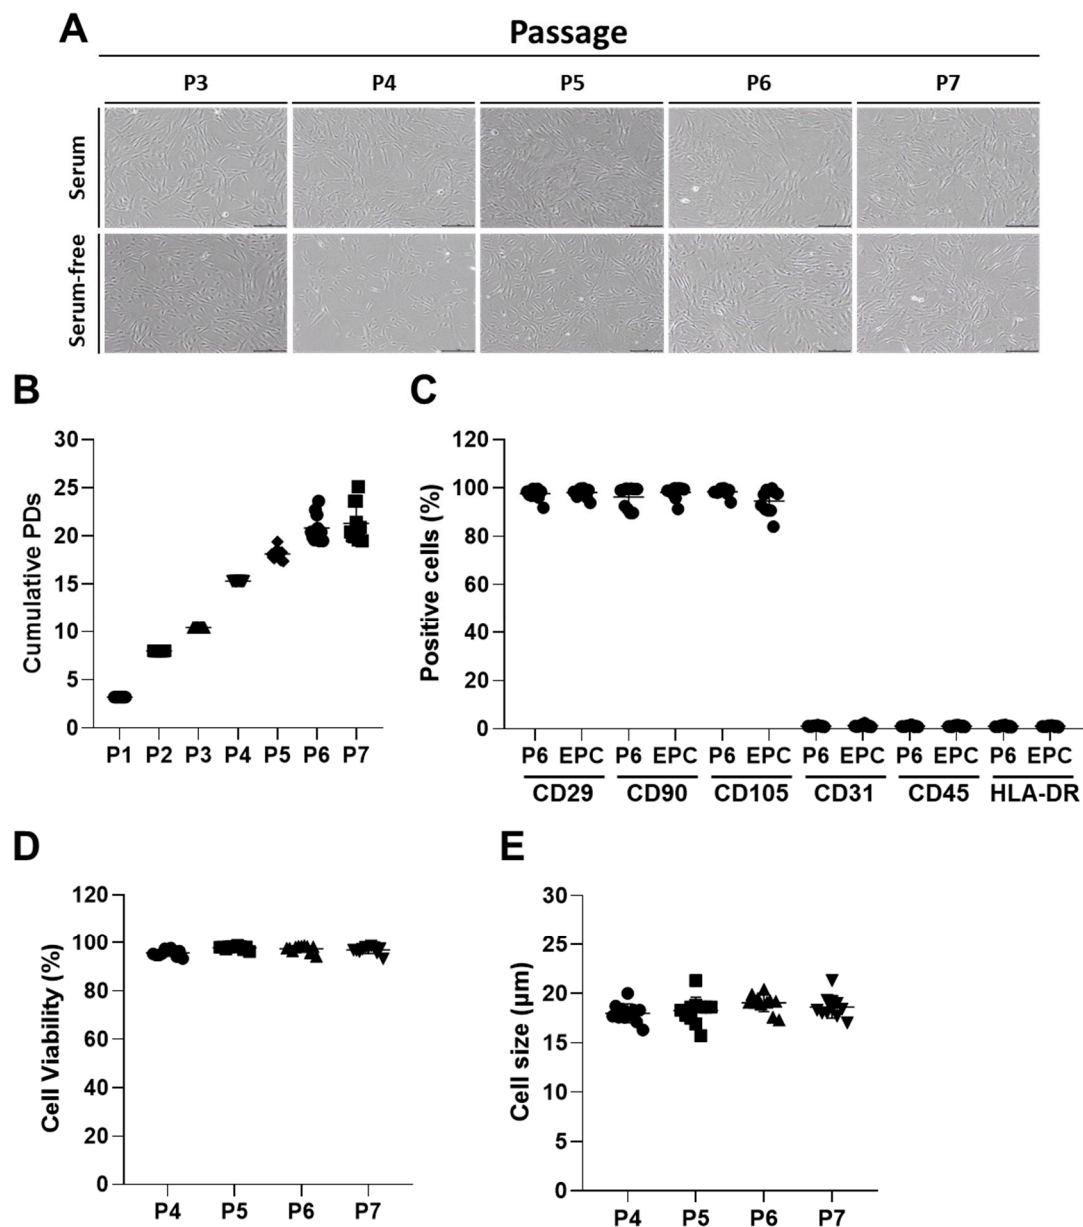 A
Passage
P3 P4 P5 P6 P7
Serum
Serum-free
B
Cumulative PDs
30
25
20
15
10
5
0
P1 P2 P3 P4 P5 P6 P7
C
Positive cells (%)
120
100
80
60
40
20
0
P6 EPC P6 EPC P6 EPC P6 EPC P6 EPC P6 EPC
CD29 CD90 CD105 CD31 CD45 HLA-DR
D
Cell Viability (%)
120
100
80
60
40
20
0
P4 P5 P6 P7
E
Cell size (µm)
30
25
20
15
10
5
0
P4 P5 P6 P7